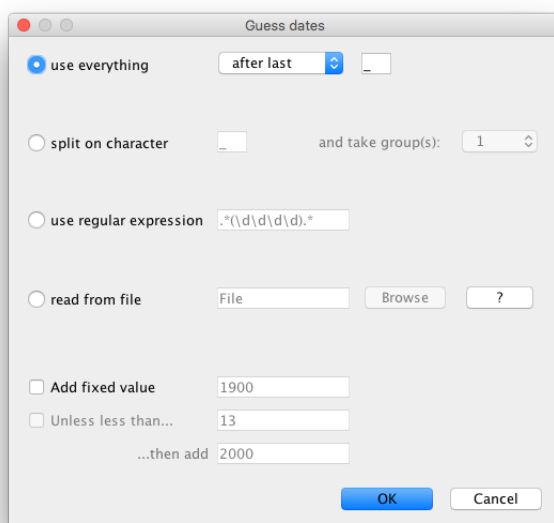 Guess dates
use everything after last _
split on character _ and take group(s): 1
use regular expression .*(\d\d\d\d).*
read from file File Browse ?
Add fixed value 1900
Unless less than... 13
...then add 2000
OK Cancel